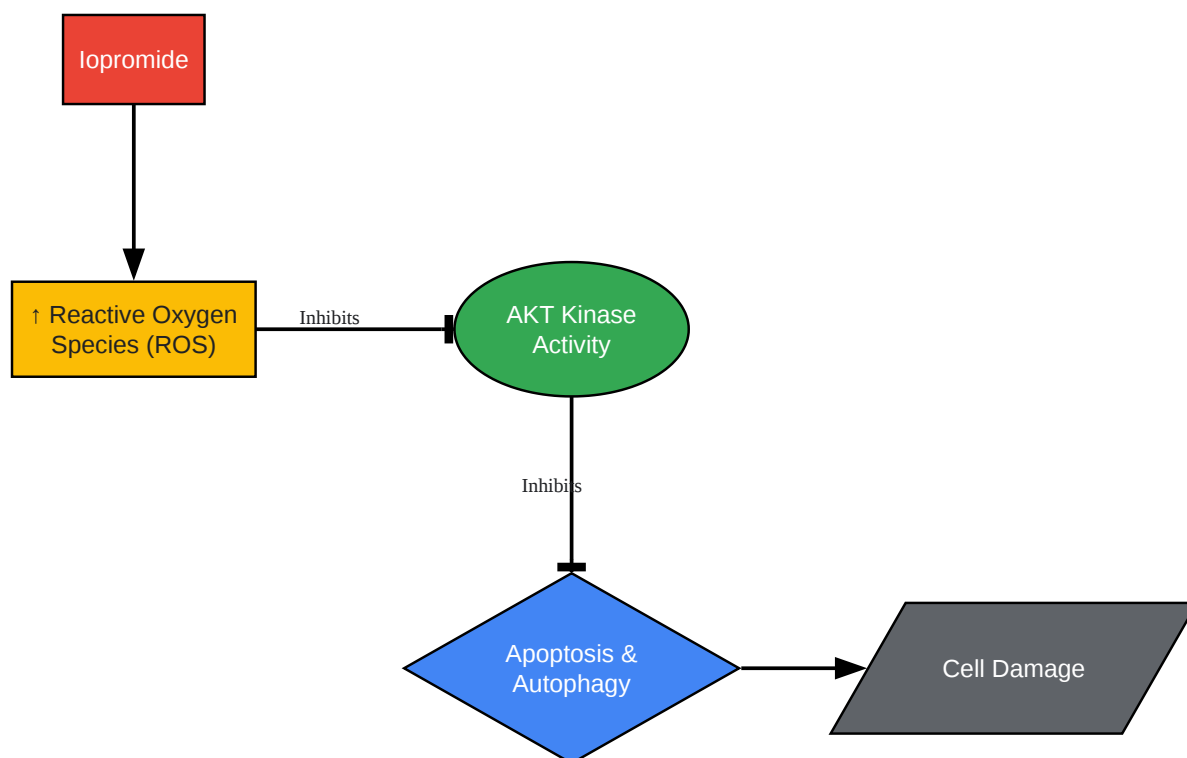 Iopromide
↑ Reactive Oxygen
Species (ROS)
Inhibits
AKT Kinase
Activity
Inhibits
Apoptosis &
Autophagy
Cell Damage